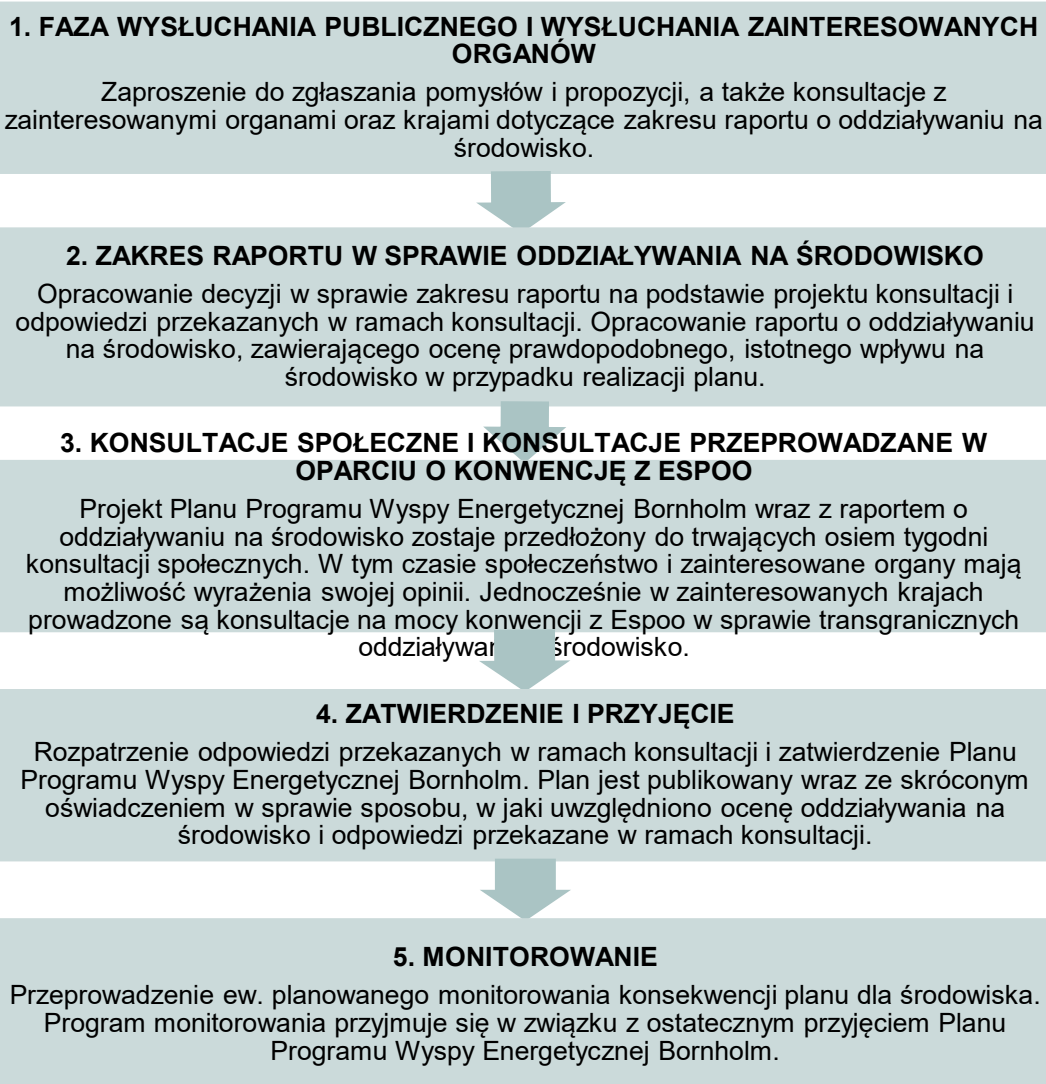 1. FAZA WYSŁUCHANIA PUBLICZNEGO I WYSŁUCHANIA ZAINTERESOWANYCH
ORGANÓW
Zaproszenie do zgłaszania pomysłów i propozycji, a także konsultacje z
zainteresowanymi organami oraz krajami dotyczące zakresu raportu o oddziaływaniu na
środowisko.
2. ZAKRES RAPORTU W SPRAWIE ODDZIAŁYWANIA NA ŚRODOWISKO
Opracowanie decyzji w sprawie zakresu raportu na podstawie projektu konsultacji i
odpowiedzi przekazanych w ramach konsultacji. Opracowanie raportu o oddziaływaniu
na środowisko, zawierającego ocenę prawdopodobnego, istotnego wpływu na
środowisko w przypadku realizacji planu.
3. KONSULTACJE SPOŁECZNE I KONSULTACJE PRZEPROWADZANE W
OPARCIU O KONWENCJĘ Z ESPOO
Projekt Planu Programu Wyspy Energetycznej Bornholm wraz z raportem o
oddziaływaniu na środowisko zostaje przedłożony do trwających osiem tygodni
konsultacji społecznych. W tym czasie społeczeństwo i zainteresowane organy mają
możliwość wyrażenia swojej opinii. Jednocześnie w zainteresowanych krajach
prowadzone są konsultacje na mocy konwencji z Espoo w sprawie transgranicznych
środowisko.
4. ZATWIERDZENIE I PRZYJĘCIE
Rozpatrzenie odpowiedzi przekazanych w ramach konsultacji i zatwierdzenie Planu
Programu Wyspy Energetycznej Bornholm. Plan jest publikowany wraz ze skróconym
oświadczeniem w sprawie sposobu, w jaki uwzględniono ocenę oddziaływania na
środowisko i odpowiedzi przekazane w ramach konsultacji.
5. MONITOROWANIE
Przeprowadzenie ew. planowanego monitorowania konsekwencji planu dla środowiska.
Program monitorowania przyjmuje się w związku z ostatecznym przyjęciem Planu
Programu Wyspy Energetycznej Bornholm.